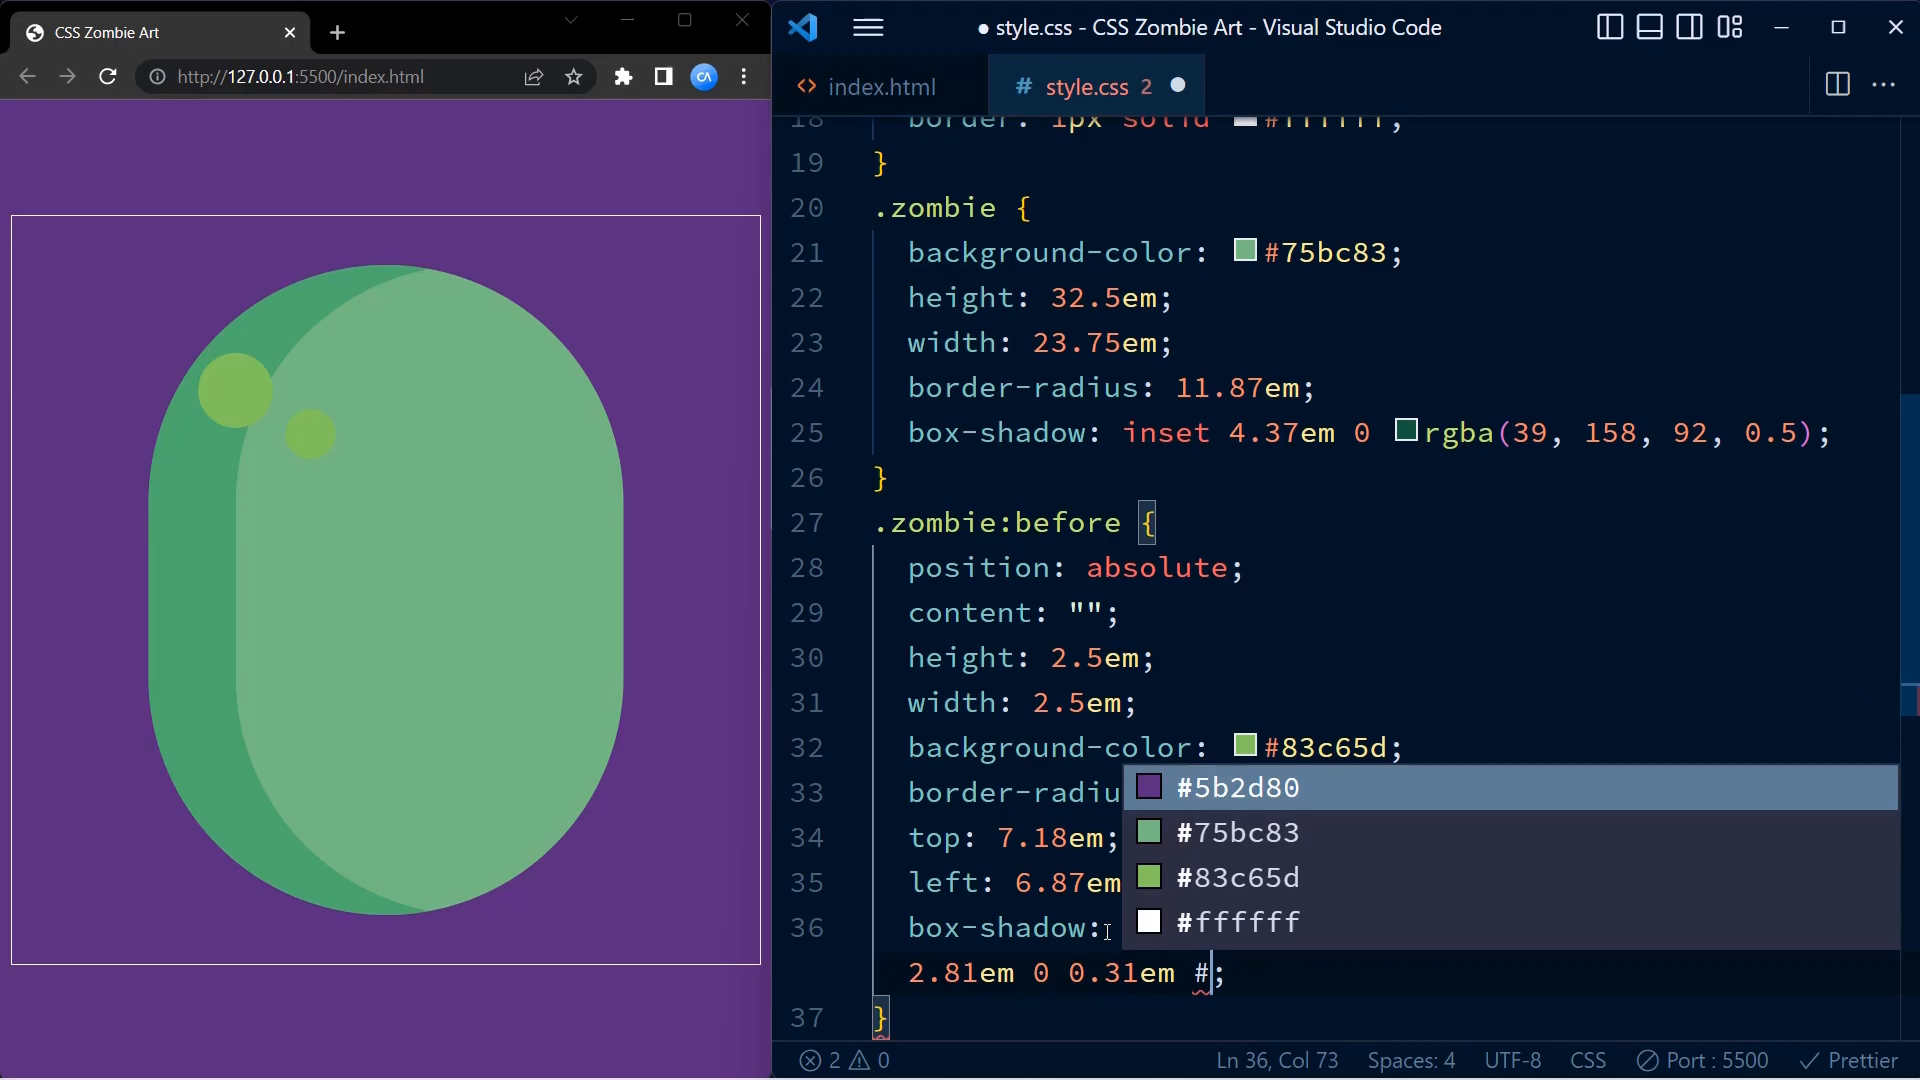 CSS Zombie Art
http://127.0.0.1:5500/index.html
CA
● style.css - CSS Zombie Art - Visual Studio Code
<> index.html
# style.css 2 ●
18 border: 1px solid #ffffff;
19 }
20 .zombie {
21 background-color: #75bc83;
22 height: 32.5em;
23 width: 23.75em;
24 border-radius: 11.87em;
25 box-shadow: inset 4.37em 0 rgba(39, 158, 92, 0.5);
26 }
27 .zombie:before {
28 position: absolute;
29 content: "";
30 height: 2.5em;
31 width: 2.5em;
32 background-color: #83c65d;
33 border-radiu
34 top: 7.18em;
35 left: 6.87em
36 box-shadow:
2.81em 0 0.31em #;
37 }
#5b2d80
#75bc83
#83c65d
#ffffff
2 0
Ln 36, Col 73
Spaces: 4
UTF-8
CSS
Port : 5500
Prettier